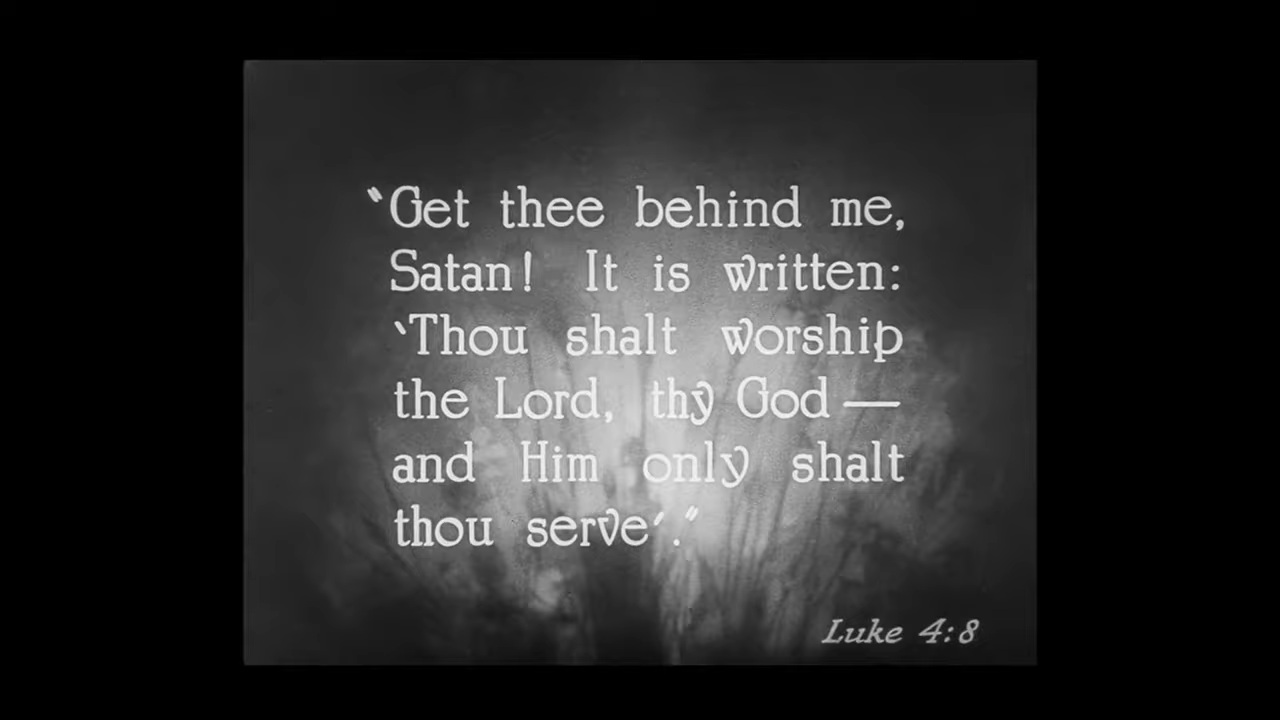 “Get thee behind me,
Satan! It is written:
‘Thou shalt worship
the Lord, thy God —
and Him only shalt
thou serve’.”
Luke 4:8